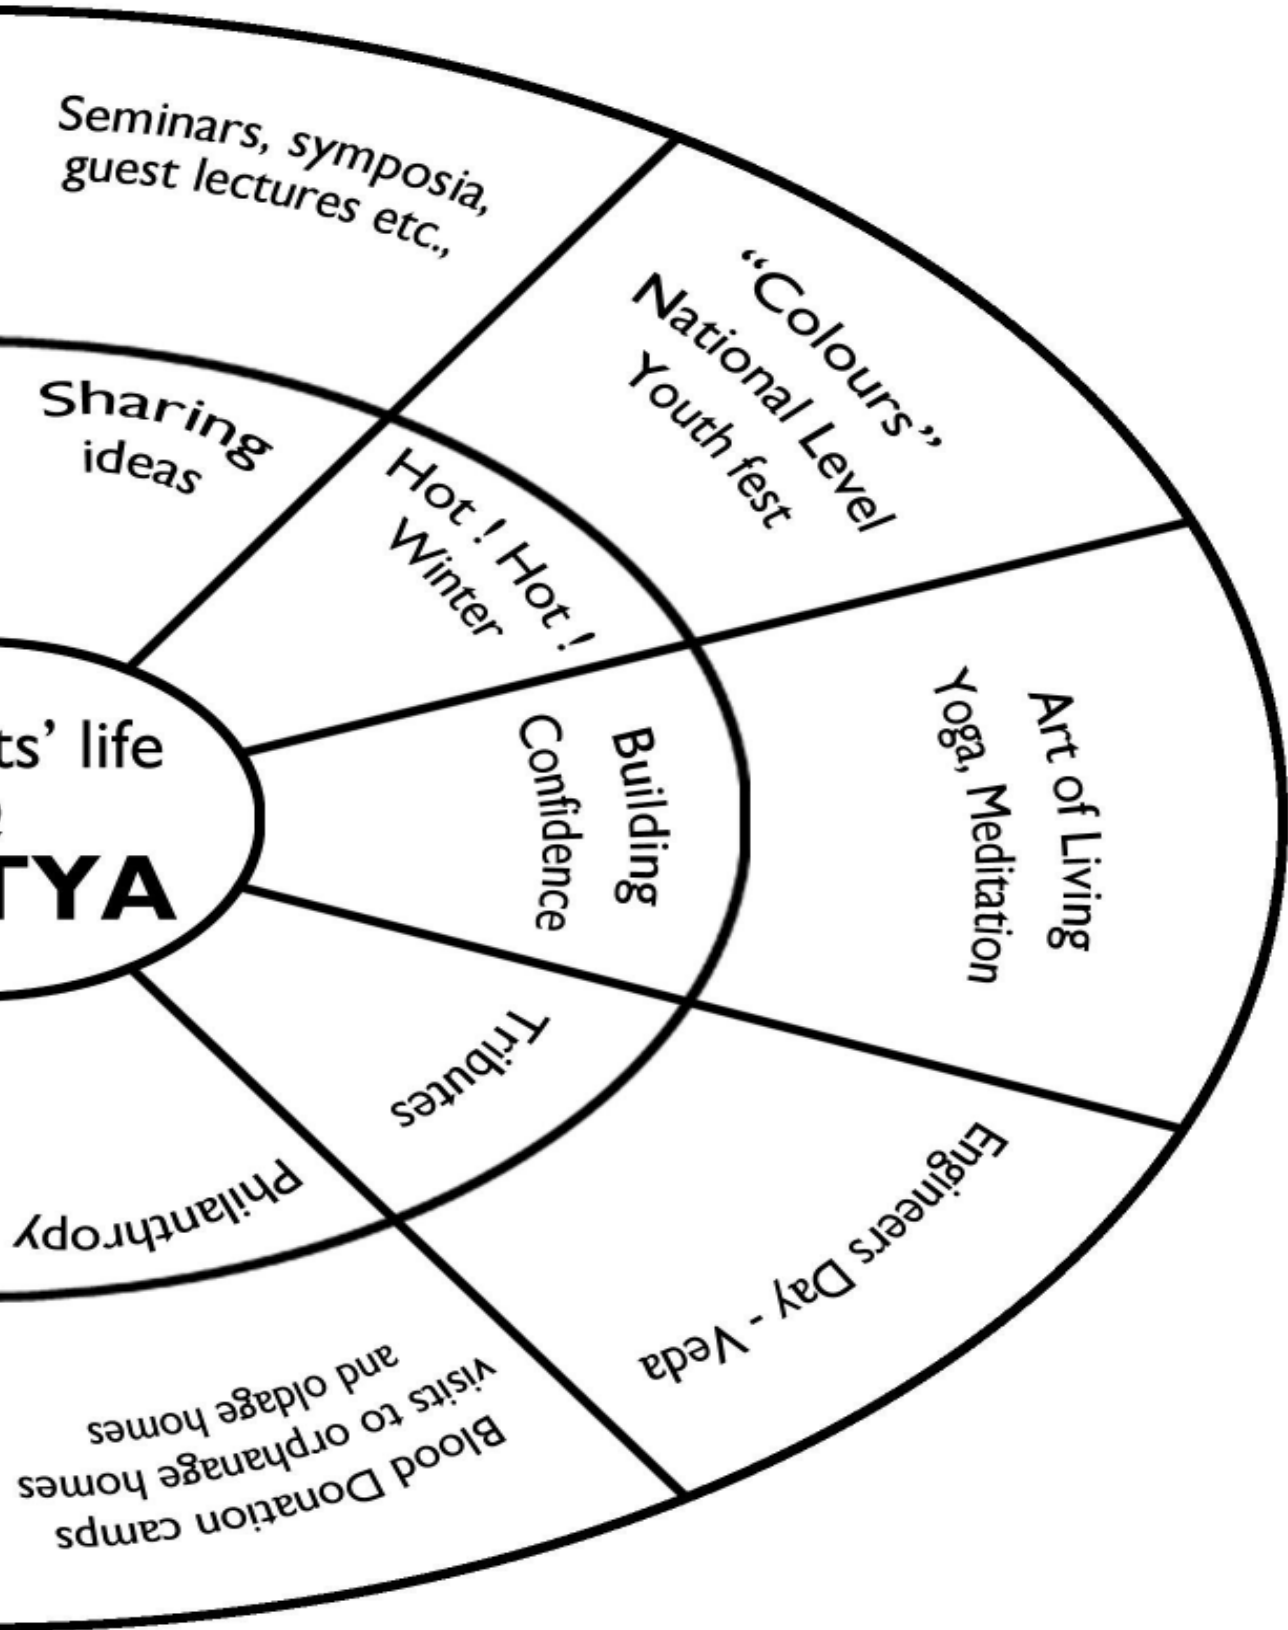 Seminars, symposia,
guest lectures etc.,
Sharing
ideas
“Colours”
National Level
Youth fest
Hot ! Hot !
Winter
Art of Living
Yoga, Meditation
Building
Confidence
Tributes
Engineers Day - Veda
Philanthropy
Blood Donation camps
visits to orphanage homes
and oldage homes
ts’ life
TYA